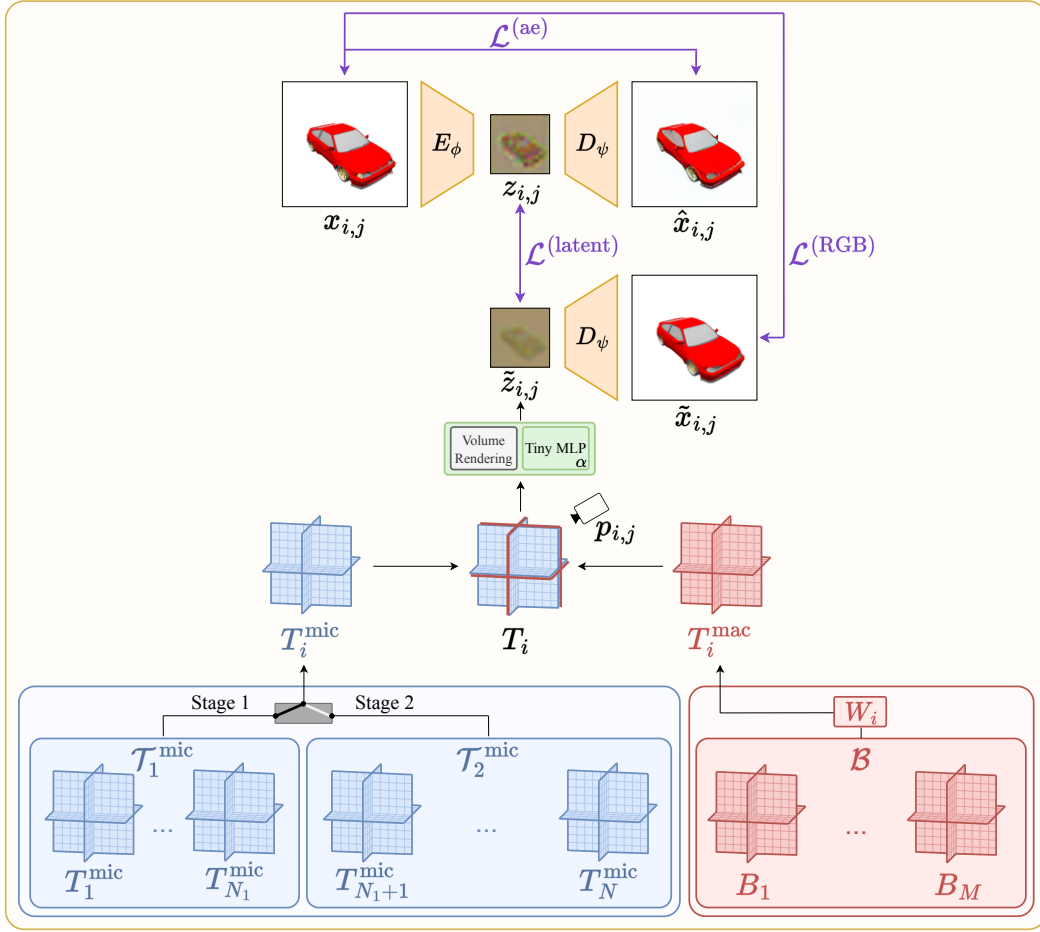 ℒ^(ae)
E_ϕ
D_ψ
x_{i,j}
z_{i,j}
x̂_{i,j}
ℒ^(latent)
ℒ^(RGB)
D_ψ
z̃_{i,j}
x̃_{i,j}
Volume
Rendering
Tiny MLP
α
p_{i,j}
T_i^mic
T_i
T_i^mac
Stage 1
Stage 2
W_i
𝒯_1^mic
𝒯_2^mic
ℬ
...
...
...
T_1^mic
T_{N_1}^mic
T_{N_1+1}^mic
T_N^mic
B_1
B_M